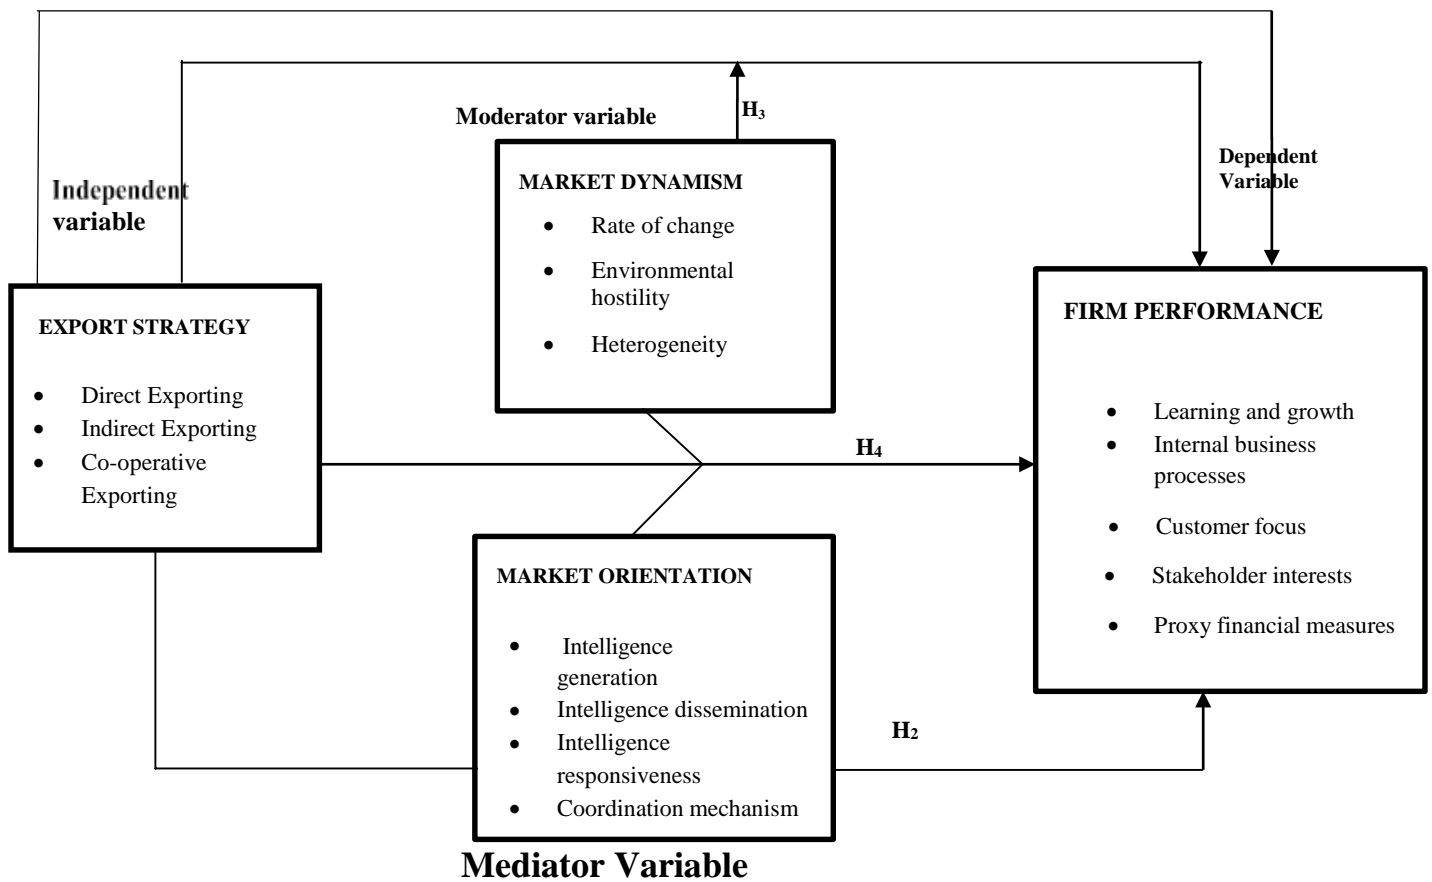 Moderator variable
H3
Independent
variable
Dependent
Variable
MARKET DYNAMISM
• Rate of change
• Environmental
hostility
• Heterogeneity
EXPORT STRATEGY
• Direct Exporting
• Indirect Exporting
• Co-operative
Exporting
FIRM PERFORMANCE
• Learning and growth
• Internal business
processes
• Customer focus
• Stakeholder interests
• Proxy financial measures
H4
MARKET ORIENTATION
• Intelligence
generation
• Intelligence dissemination
• Intelligence
responsiveness
• Coordination mechanism
H2
Mediator Variable